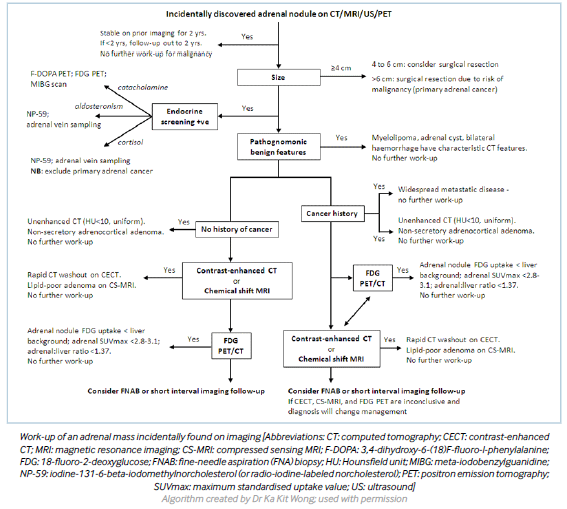 Incidentally discovered adrenal nodule on CT/MRI/US/PET
Stable on prior imaging for 2 yrs.
If <2 yrs, follow-up out to 2 yrs.
No further work-up for malignancy
Yes
Size
≥4 cm
4 to 6 cm: consider surgical resection
>6cm: surgical resection due to risk of
malignancy (primary adrenal cancer)
F-DOPA PET; FDG PET;
MIBG scan
catacholamine
aldosteronism
NP-59;
adrenal vein sampling
cortisol
Endocrine
screening +ve
Yes
NP-59; adrenal vein sampling
NB: exclude primary adrenal cancer
Pathognomonic
benign features
Yes
Myelolipoma, adrenal cyst, bilateral
haemorrhage have characteristic CT features.
No further work-up
Unenhanced CT (HU<10, uniform).
Non-secretory adrenocortical adenoma.
No further work-up
Yes
No history of cancer
Cancer history
Yes
Widespread metastatic disease -
no further work-up
Yes
Unenhanced CT (HU<10, uniform).
Non-secretory adrenocortical adenoma.
No further work-up
Rapid CT washout on CECT.
Lipid-poor adenoma on CS-MRI.
No further work-up
Yes
Contrast-enhanced CT
or
Chemical shift MRI
FDG
PET/CT
Yes
Adrenal nodule FDG uptake < liver
background; adrenal SUVmax <2.8-
3.1; adrenal:liver ratio <1.37.
No further work-up
Adrenal nodule FDG uptake < liver
background; adrenal SUVmax <2.8-3.1;
adrenal:liver ratio <1.37.
No further work-up
Yes
FDG
PET/CT
Contrast-enhanced CT
or
Chemical shift MRI
Yes
Rapid CT washout on CECT.
Lipid-poor adenoma on CS-MRI.
No further work-up
Consider FNAB or short interval imaging follow-up
Consider FNAB or short interval imaging follow-up
If CECT, CS-MRI, and FDG PET are inconclusive and
diagnosis will change management
Work-up of an adrenal mass incidentally found on imaging [Abbreviations: CT: computed tomography; CECT: contrast-enhanced
CT; MRI: magnetic resonance imaging; CS-MRI: compressed sensing MRI; F-DOPA: 3,4-dihydroxy-6-(18)F-fluoro-l-phenylalanine;
FDG: 18-fluoro-2-deoxyglucose; FNAB: fine-needle aspiration (FNA) biopsy; HU: Hounsfield unit; MIBG: meta-iodobenzylguanidine;
NP-59: iodine-131-6-beta-iodomethylnorcholesterol (or radio-iodine-labeled norcholesterol); PET: positron emission tomography;
SUVmax: maximum standardised uptake value; US: ultrasound]
Algorithm created by Dr Ka Kit Wong; used with permission